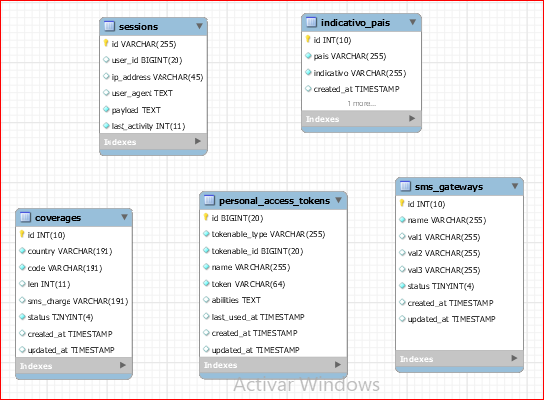 sessions
id VARCHAR(255)
user_id BIGINT(20)
ip_address VARCHAR(45)
user_agent TEXT
payload TEXT
last_activity INT(11)
Indexes
indicativo_pais
id INT(10)
pais VARCHAR(255)
indicativo VARCHAR(255)
created_at TIMESTAMP
1 more...
Indexes
coverages
id INT(10)
country VARCHAR(191)
code VARCHAR(191)
len INT(11)
sms_charge VARCHAR(191)
status TINYINT(4)
created_at TIMESTAMP
updated_at TIMESTAMP
Indexes
personal_access_tokens
id BIGINT(20)
tokenable_type VARCHAR(255)
tokenable_id BIGINT(20)
name VARCHAR(255)
token VARCHAR(64)
abilities TEXT
last_used_at TIMESTAMP
created_at TIMESTAMP
updated_at TIMESTAMP
Indexes
sms_gateways
id INT(10)
name VARCHAR(255)
val1 VARCHAR(255)
val2 VARCHAR(255)
val3 VARCHAR(255)
status TINYINT(4)
created_at TIMESTAMP
updated_at TIMESTAMP
Indexes
Activar Windows